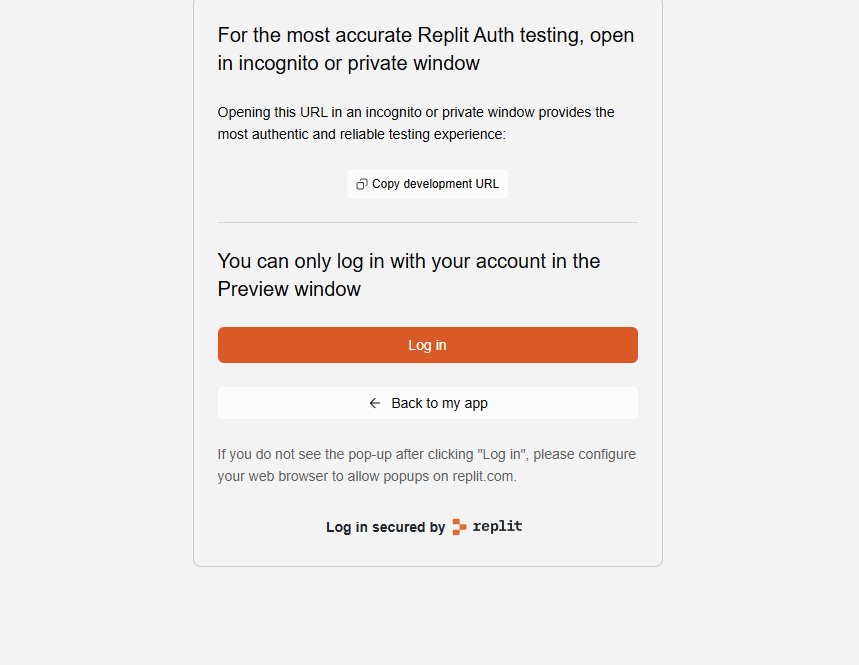 For the most accurate Replit Auth testing, open
in incognito or private window
Opening this URL in an incognito or private window provides the
most authentic and reliable testing experience:
Copy development URL
You can only log in with your account in the
Preview window
Log in
Back to my app
If you do not see the pop-up after clicking "Log in", please configure
your web browser to allow popups on replit.com.
Log in secured by replit